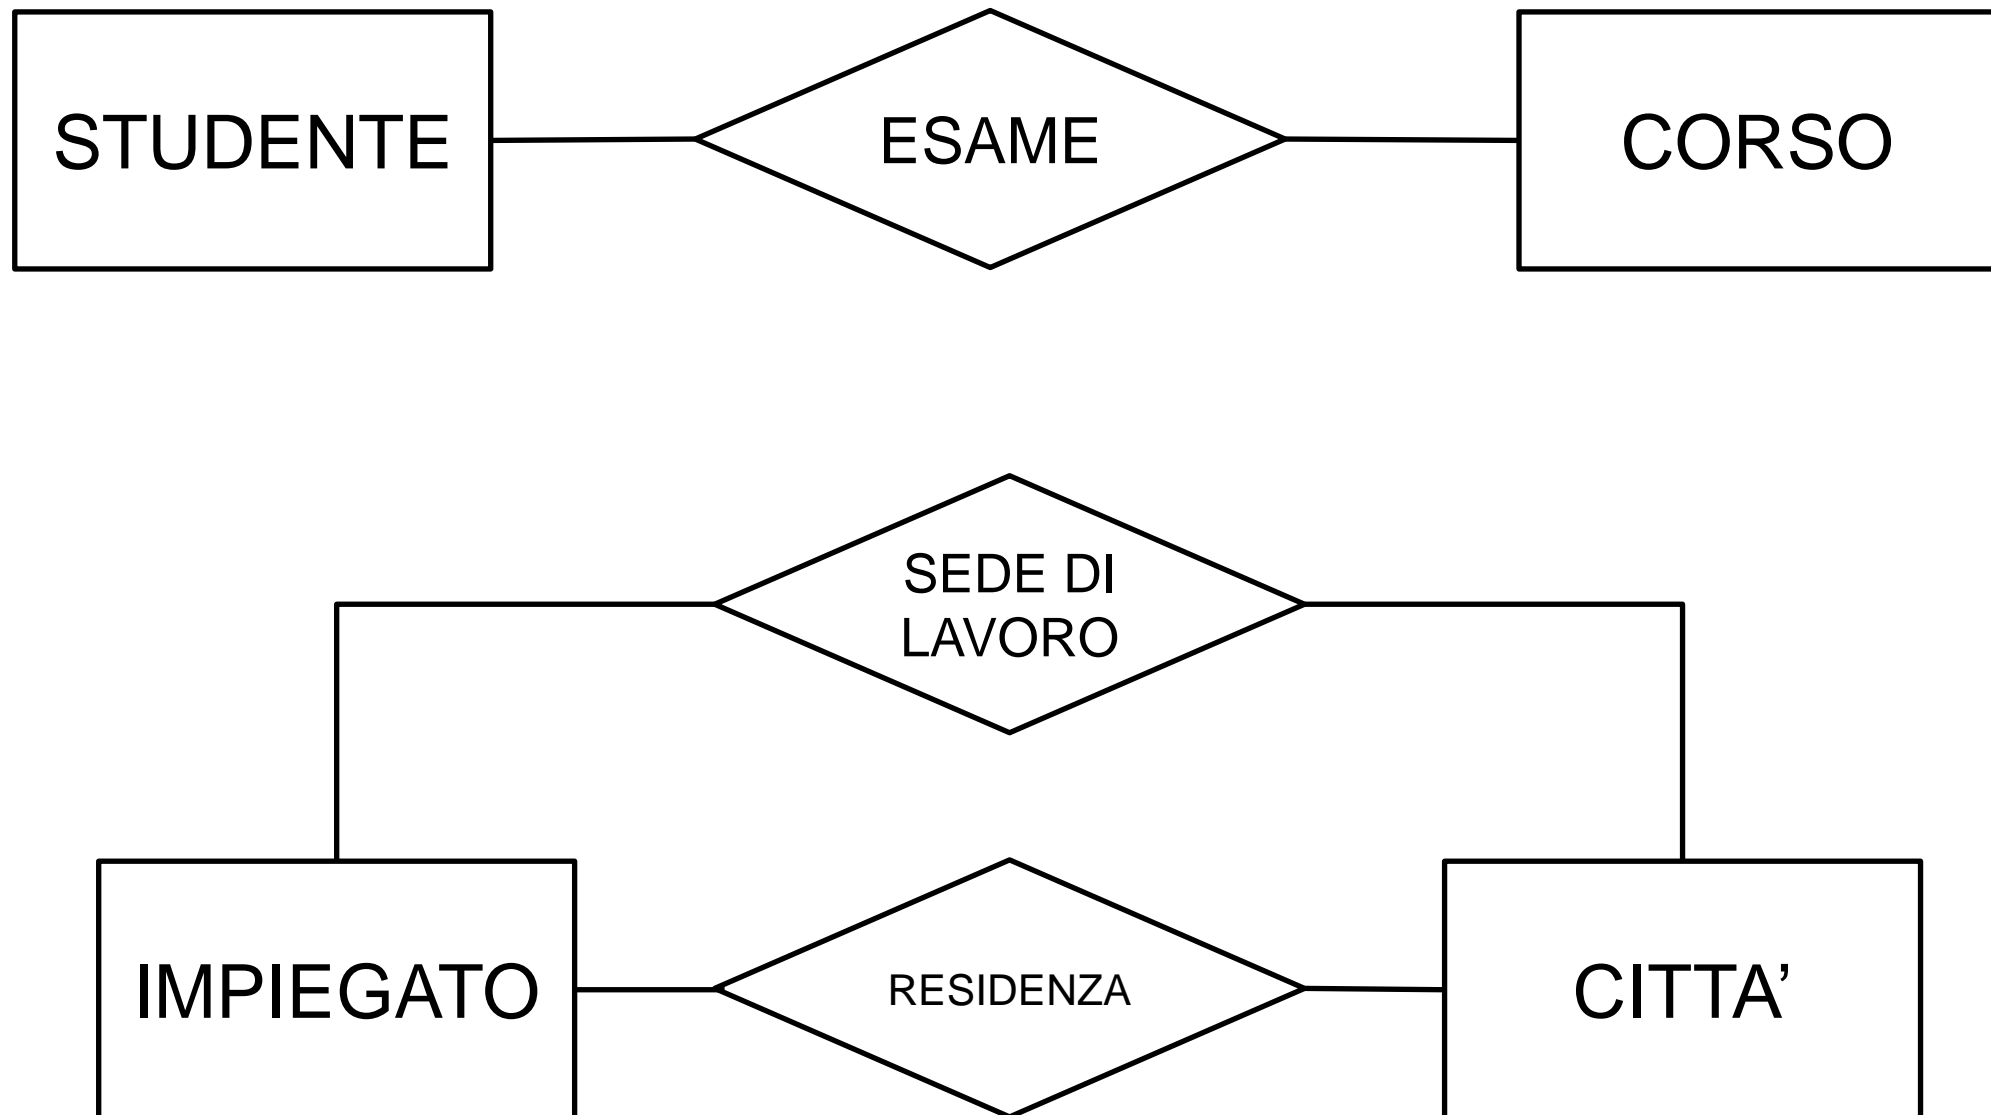 STUDENTE
ESAME
CORSO
SEDE DI
LAVORO
IMPIEGATO
RESIDENZA
CITTA’